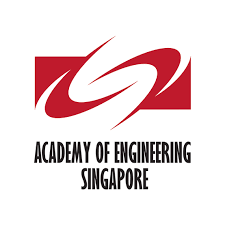 ACADEMY OF ENGINEERING
SINGAPORE